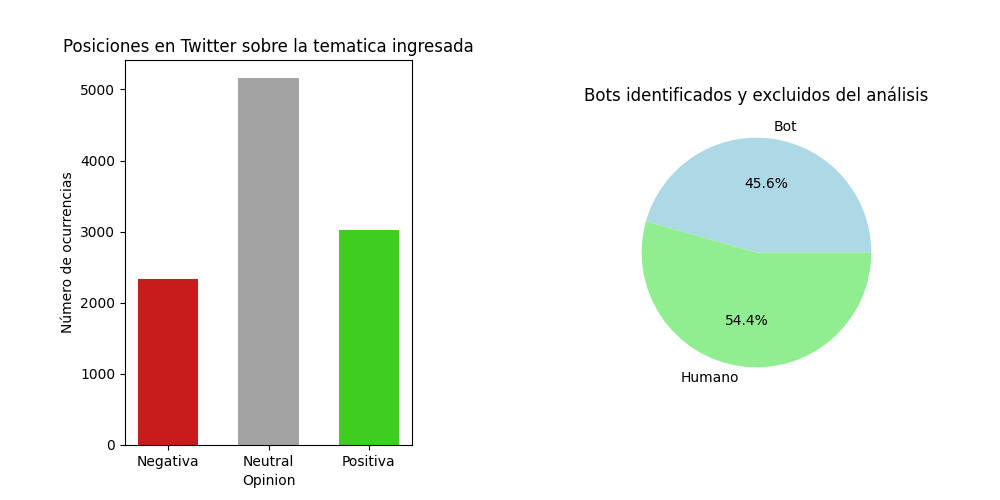 Posiciones en Twitter sobre la tematica ingresada
Número de ocurrencias
5000
4000
3000
2000
1000
0
Negativa
Neutral
Positiva
Opinion
Bots identificados y excluidos del análisis
Bot
45.6%
54.4%
Humano